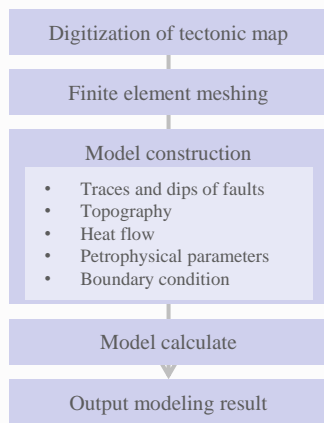 Digitization of tectonic map
Finite element meshing
Model construction
• Traces and dips of faults
• Topography
• Heat flow
• Petrophysical parameters
• Boundary condition
Model calculate
Output modeling result